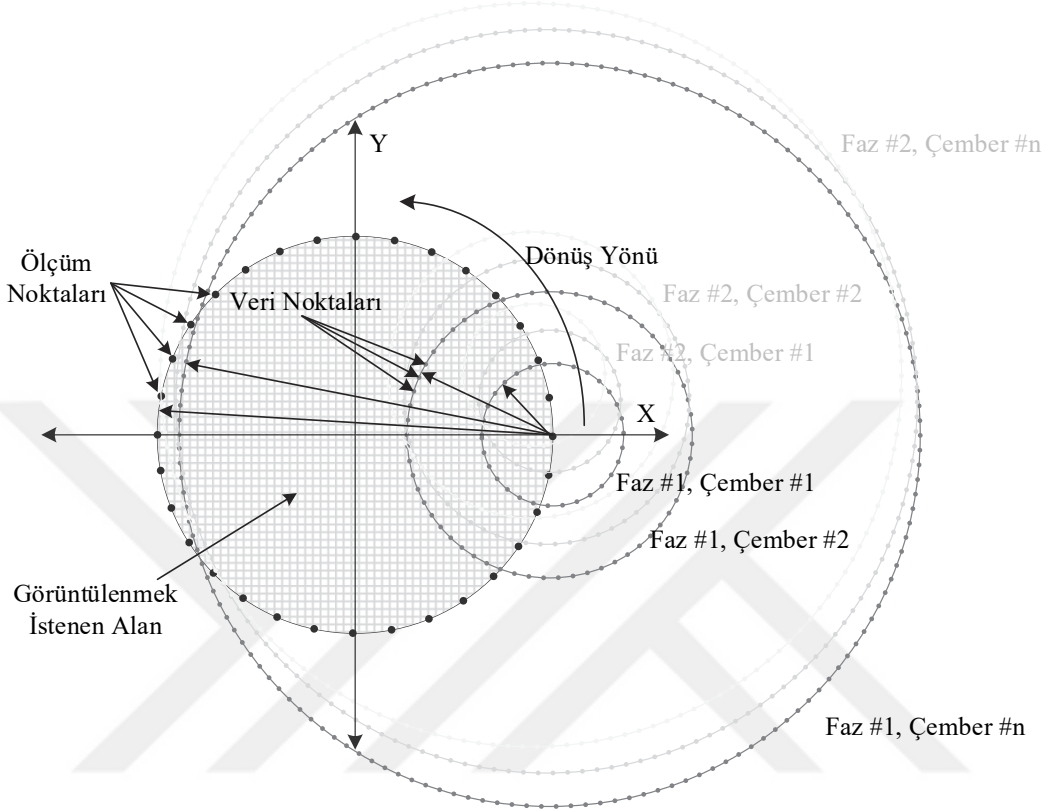 Faz #2, Çember #n
Y
Dönüş Yönü
Ölçüm
Noktaları
Veri Noktaları
Faz #2, Çember #2
Faz #2, Çember #1
X
Faz #1, Çember #1
Faz #1, Çember #2
Görüntülenmek
İstenen Alan
Faz #1, Çember #n